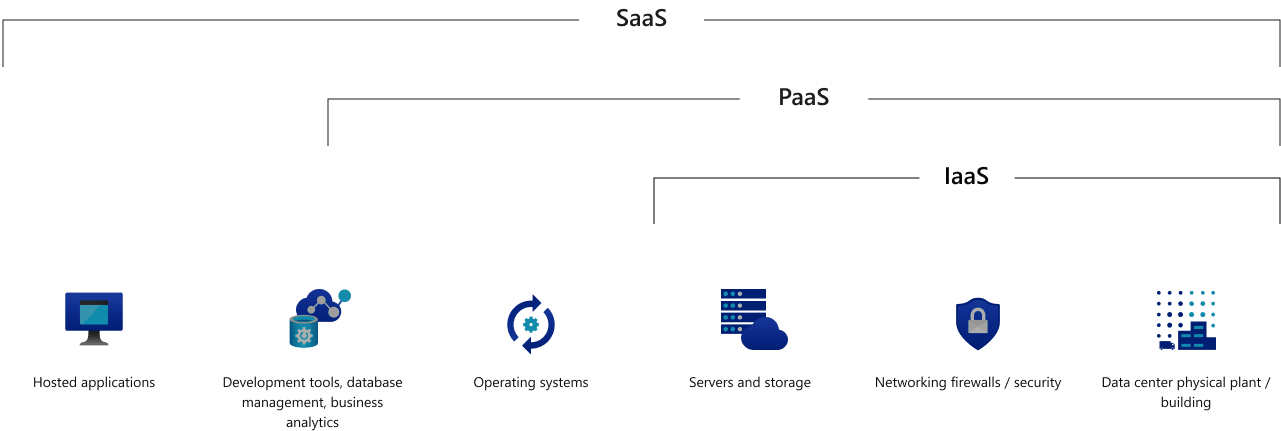 SaaS
PaaS
IaaS
Hosted applications
Development tools, database
management, business
analytics
Operating systems
Servers and storage
Networking firewalls / security
Data center physical plant /
building